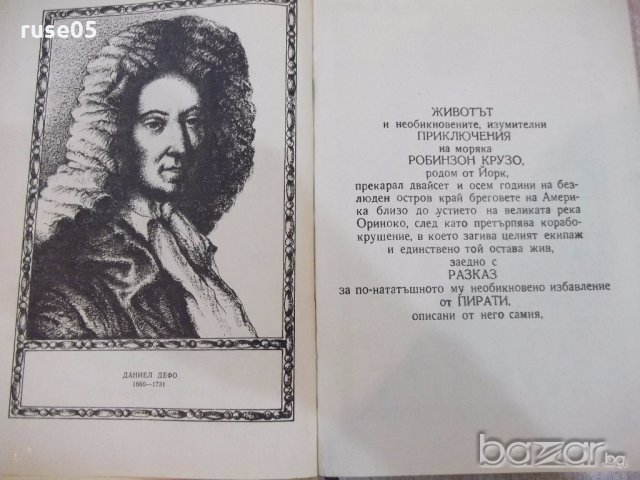 ruse05
ДАНИЕЛ ДЕФО
1660—1731
ЖИВОТЪТ
и необикновените, изумителни
ПРИКЛЮЧЕНИЯ
на моряка
РОБИНЗОН КРУЗО,
родом от Йорк,
прекарал двайсет и осем години на без-
люден остров край бреговете на Амери-
ка близо до устието на великата река
Ориноко, след като претърпява корабо-
крушение, в което загива целият екипаж
и единствено той остава жив,
заедно с
РАЗКАЗ
за по-нататъшното му необикновено избавление
от ПИРАТИ,
описани от него самия.
bazar.bg